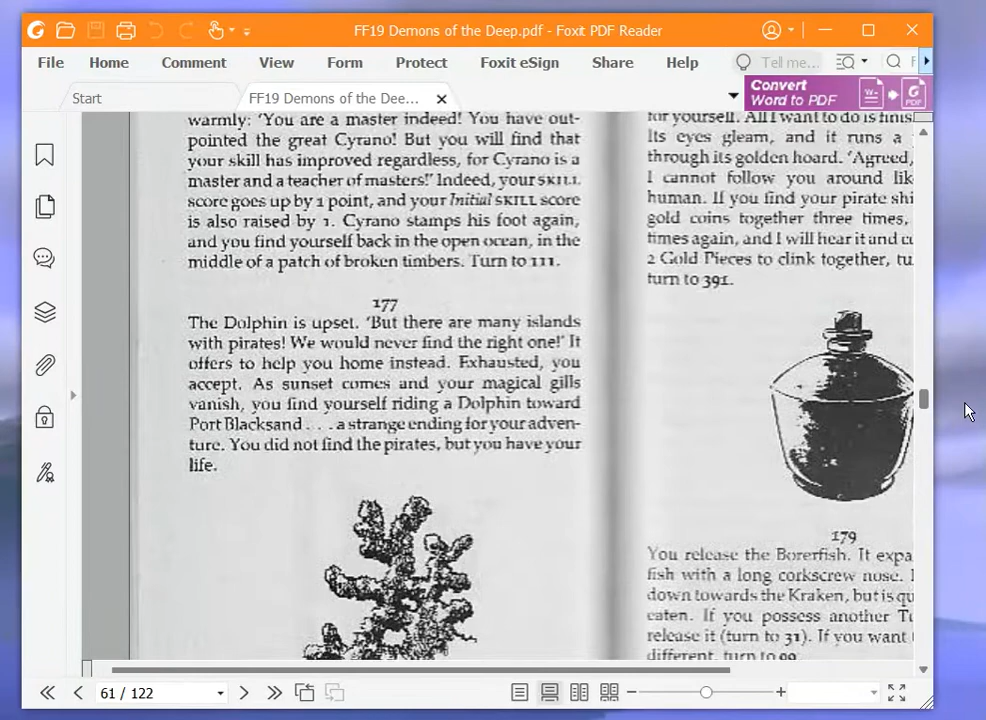 FF19 Demons of the Deep.pdf - Foxit PDF Reader
File Home Comment View Form Protect Foxit eSign Share Help Tell me... F
Start
FF19 Demons of the Dee...
Convert
Word to PDF
warmly: 'You are a master indeed! You have out-
pointed the great Cyrano! But you will find that
your skill has improved regardless, for Cyrano is a
master and a teacher of masters!' Indeed, your SKILL
score goes up by 1 point, and your Initial SKILL score
is also raised by 1. Cyrano stamps his foot again,
and you find yourself back in the open ocean, in the
middle of a patch of broken timbers. Turn to 111.
177
The Dolphin is upset. 'But there are many islands
with pirates! We would never find the right one!' It
offers to help you home instead. Exhausted, you
accept. As sunset comes and your magical gills
vanish, you find yourself riding a Dolphin toward
Port Blacksand . . . a strange ending for your adven-
ture. You did not find the pirates, but you have your
life.
for yourself. All I want to do is finis
Its eyes gleam, and it runs a
through its golden hoard. 'Agreed,
I cannot follow you around lik
human. If you find your pirate shi
gold coins together three times,
times again, and I will hear it and c
2 Gold Pieces to clink together, tu
turn to 391.
179
You release the Borerfish. It expa
fish with a long corkscrew nose. I
down towards the Kraken, but is qu
eaten. If you possess another T
release it (turn to 31). If you want
different, turn to 99.
61 / 122